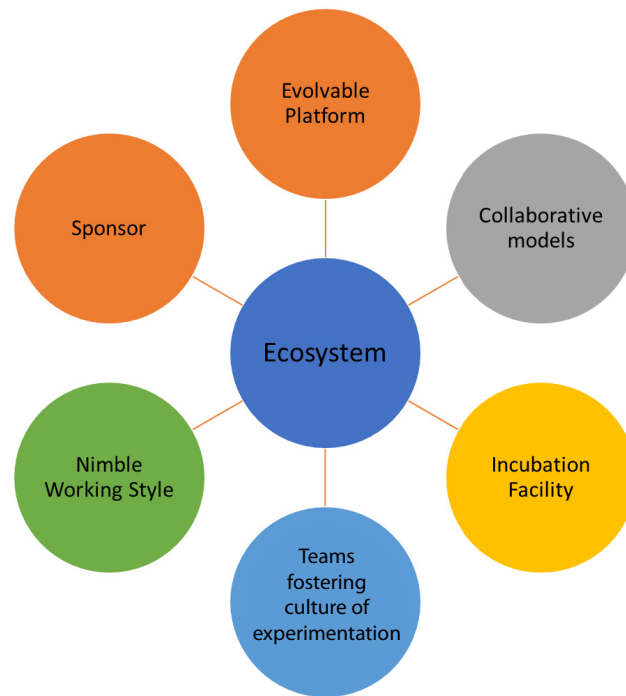 Evolvable
Platform
Sponsor
Collaborative
models
Ecosystem
Nimble
Working Style
Incubation
Facility
Teams
fostering
culture of
experimentation